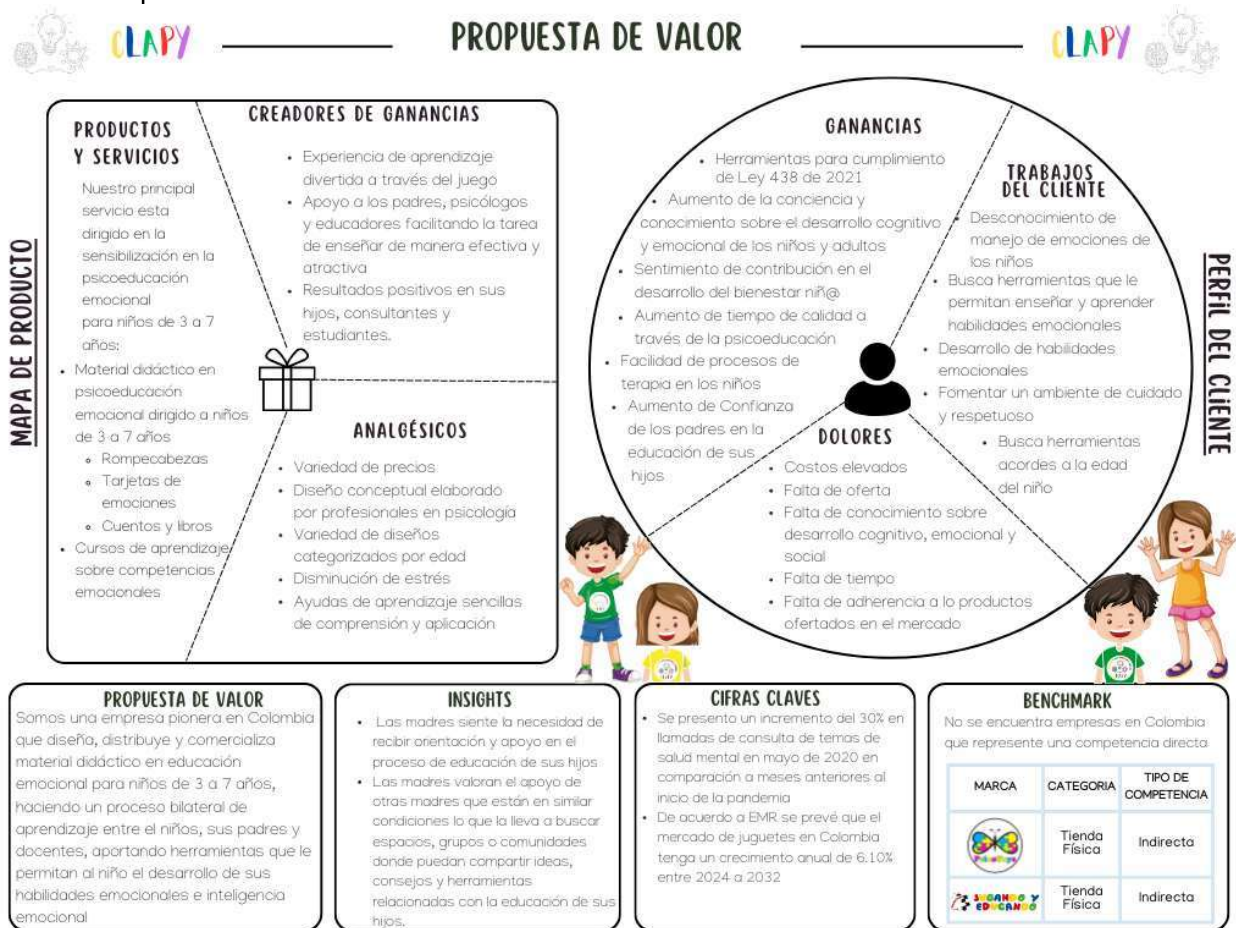 CLAPY
PROPUESTA DE VALOR
CLAPY
MAPA DE PRODUCTO
PRODUCTOS
Y SERVICIOS
Nuestro principal
servicio esta
dirigido en la
sensibilización en la
psicoeducación
emocional
para niños de 3 a 7
años:
• Material didáctico en
psicoeducación
emocional dirigido a niños
de 3 a 7 años
◦ Rompecabezas
◦ Tarjetas de
emociones
◦ Cuentos y libros
• Cursos de aprendizaje
sobre competencias
emocionales
CREADORES DE GANANCIAS
• Experiencia de aprendizaje
divertida a través del juego
• Apoyo a los padres, psicólogos
y educadores facilitando la tarea
de enseñar de manera efectiva y
atractiva
• Resultados positivos en sus
hijos, consultantes y
estudiantes.
ANALGÉSICOS
• Variedad de precios
• Diseño conceptual elaborado
por profesionales en psicología
• Variedad de diseños
categorizados por edad
• Disminución de estrés
• Ayudas de aprendizaje sencillas
de comprensión y aplicación
GANANCIAS
• Herramientas para cumplimiento
de Ley 438 de 2021
• Aumento de la conciencia y
conocimiento sobre el desarrollo cognitivo
y emocional de los niños y adultos
• Sentimiento de contribución en el
desarrollo del bienestar niñ@
• Aumento de tiempo de calidad a
través de la psicoeducación
• Facilidad de procesos de
terapia en los niños
• Aumento de Confianza
de los padres en la
educación de sus
hijos
TRABAJOS
DEL CLIENTE
• Desconocimiento de
manejo de emociones de
los niños
• Busca herramientas que le
permitan enseñar y aprender
habilidades emocionales
• Desarrollo de habilidades
emocionales
• Fomentar un ambiente de cuidado
y respetuoso
• Busca herramientas
acordes a la edad
del niño
DOLORES
• Costos elevados
• Falta de oferta
• Falta de conocimiento sobre
desarrollo cognitivo, emocional y
social
• Falta de tiempo
• Falta de adherencia a lo productos
ofertados en el mercado
PERFiL DEL CLiENTE
PROPUESTA DE VALOR
Somos una empresa pionera en Colombia
que diseña, distribuye y comercializa
material didáctico en educación
emocional para niños de 3 a 7 años,
haciendo un proceso bilateral de
aprendizaje entre el niños, sus padres y
docentes, aportando herramientas que le
permitan al niño el desarrollo de sus
habilidades emocionales e inteligencia
emocional
INSIGHTS
• Las madres siente la necesidad de
recibir orientación y apoyo en el
proceso de educación de sus hijos
• Las madres valoran el apoyo de
otras madres que están en similar
condiciones lo que la lleva a buscar
espacios, grupos o comunidades
donde puedan compartir ideas,
consejos y herramientas
relacionadas con la educación de sus
hijos.
CIFRAS CLAVES
• Se presento un incremento del 30% en
llamadas de consulta de temas de
salud mental en mayo de 2020 en
comparación a meses anteriores al
inicio de la pandemia
• De acuerdo a EMR se prevé que el
mercado de juguetes en Colombia
tenga un crecimiento anual de 6.10%
entre 2024 a 2032
BENCHMARK
No se encuentra empresas en Colombia
que represente una competencia directa
MARCA CATEGORIA TIPO DE COMPETENCIA
Tienda Física Indirecta
JUGANDO Y EDUCANDO Tienda Física Indirecta